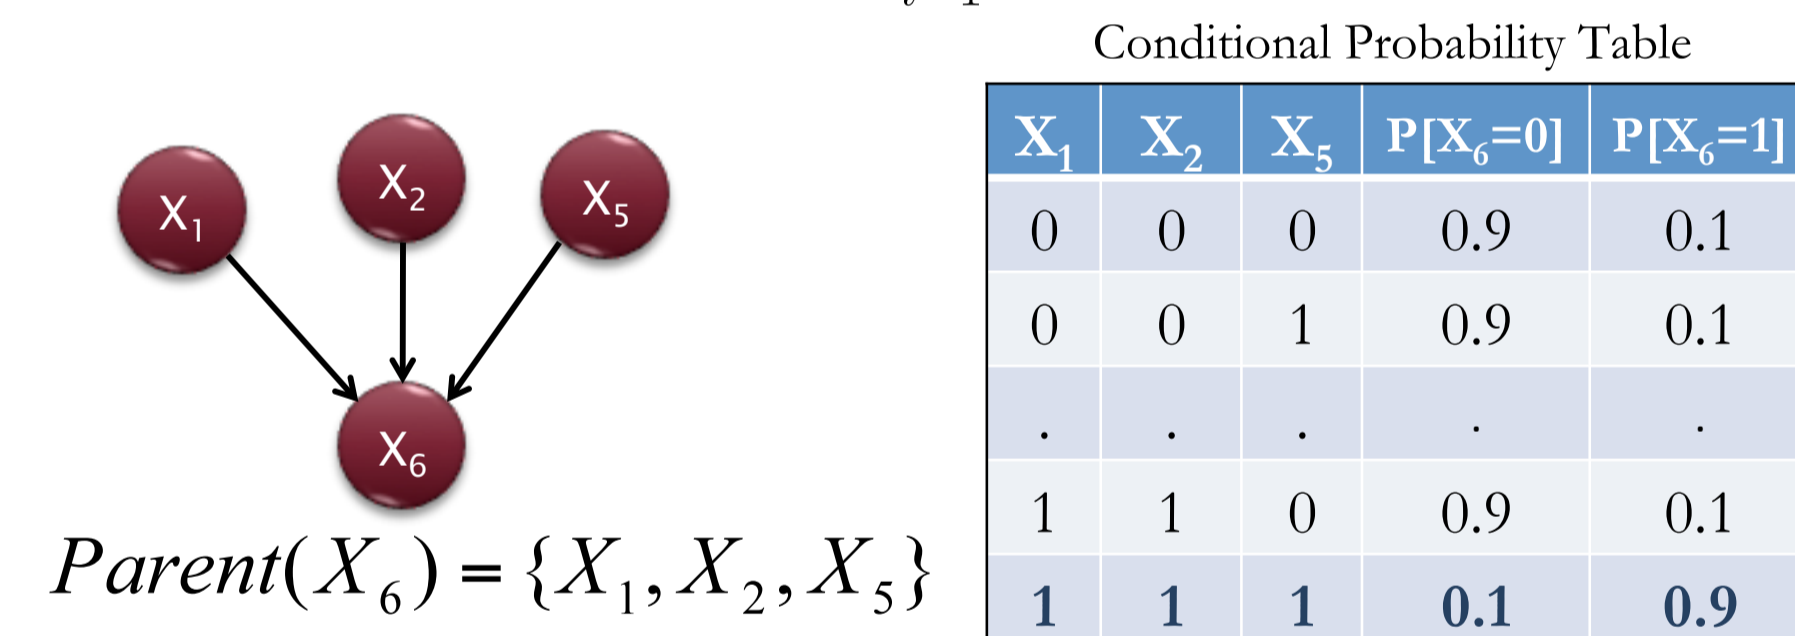 Conditional Probability Table
X₁ X₂ X₅ P[X₆=0] P[X₆=1]
0 0 0 0.9 0.1
0 0 1 0.9 0.1
. . . . .
1 1 0 0.9 0.1
1 1 1 0.1 0.9
X₁
X₂
X₅
X₆
Parent(X₆) = {X₁, X₂, X₅}